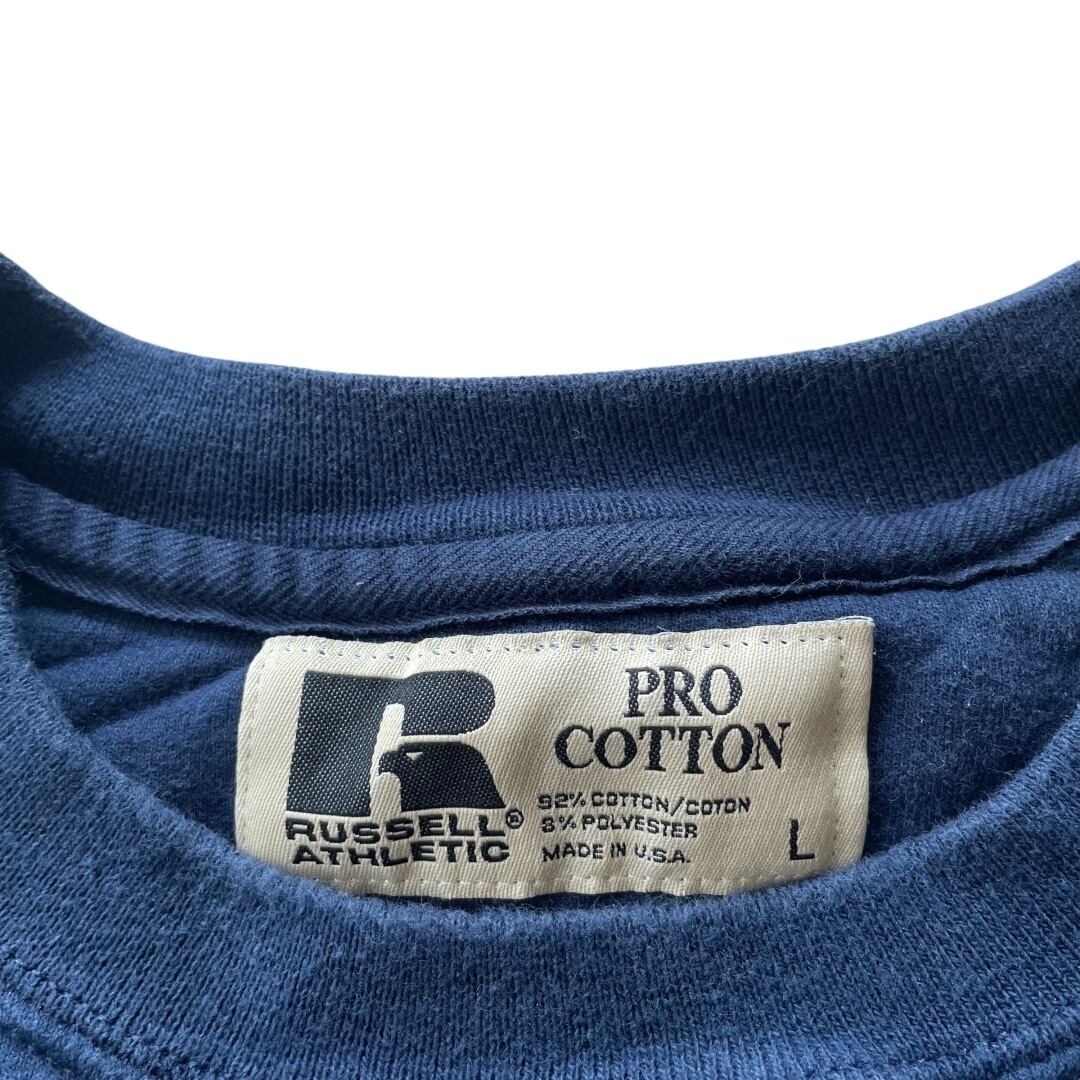 R
RUSSELL®
ATHLETIC
PRO
COTTON
92% COTTON/COTON
8% POLYESTER
MADE IN U.S.A.
L